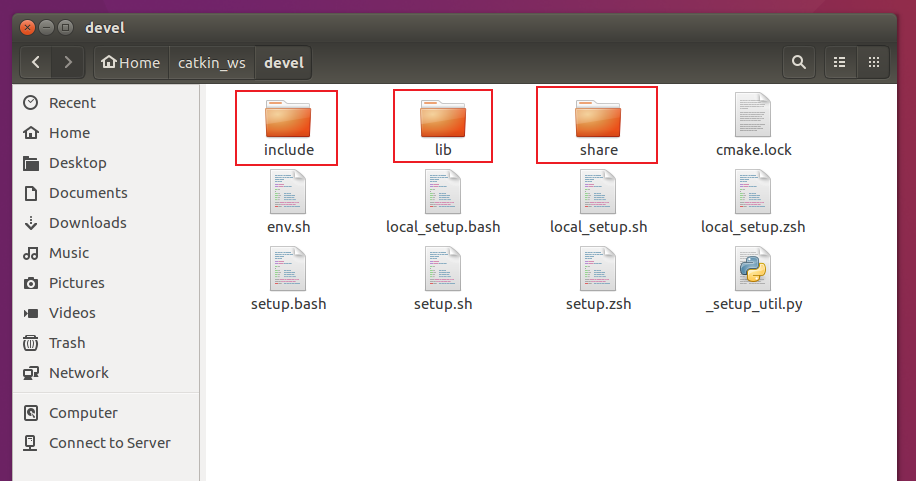 devel
Home catkin_ws devel
Recent
Home
Desktop
Documents
Downloads
Music
Pictures
Videos
Trash
Network
Computer
Connect to Server
include lib share cmake.lock
env.sh local_setup.bash local_setup.sh local_setup.zsh
setup.bash setup.sh setup.zsh _setup_util.py